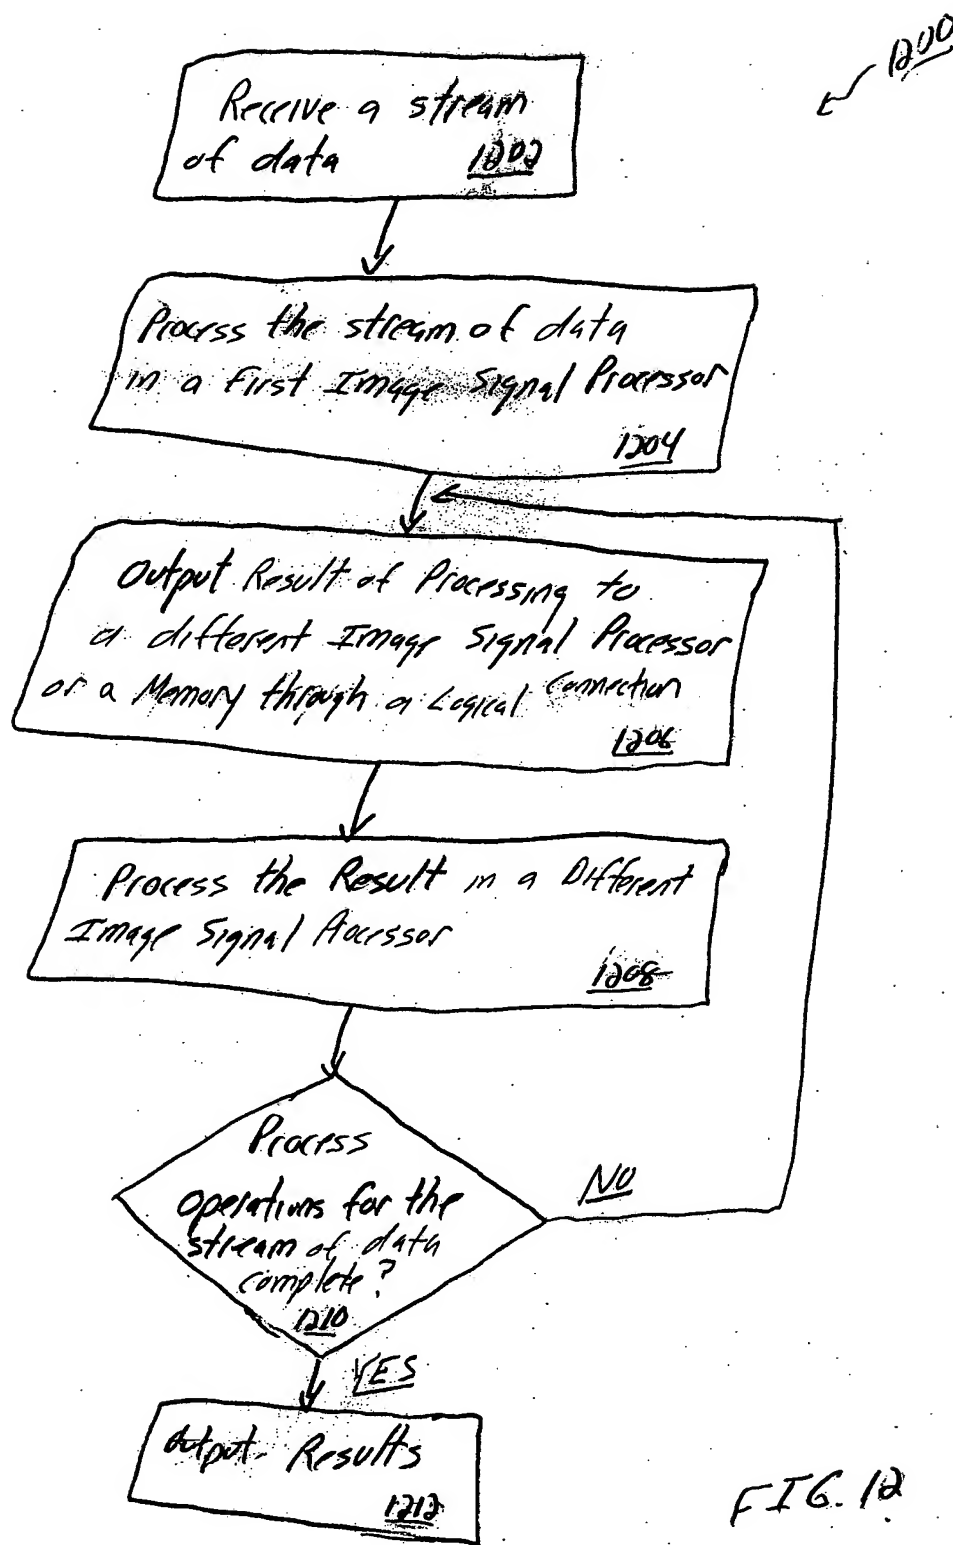 1200
Receive a stream
of data 1202
Process the stream of data
in a First Image Signal Processor
1204
Output Result of Processing to
a different Image Signal Processor
or a Memory through a Logical Connection
1206
Process the Result in a Different
Image Signal Processor
1208
Process
operations for the
stream of data
complete?
1210
NO
YES
Output Results
1212
FIG. 12